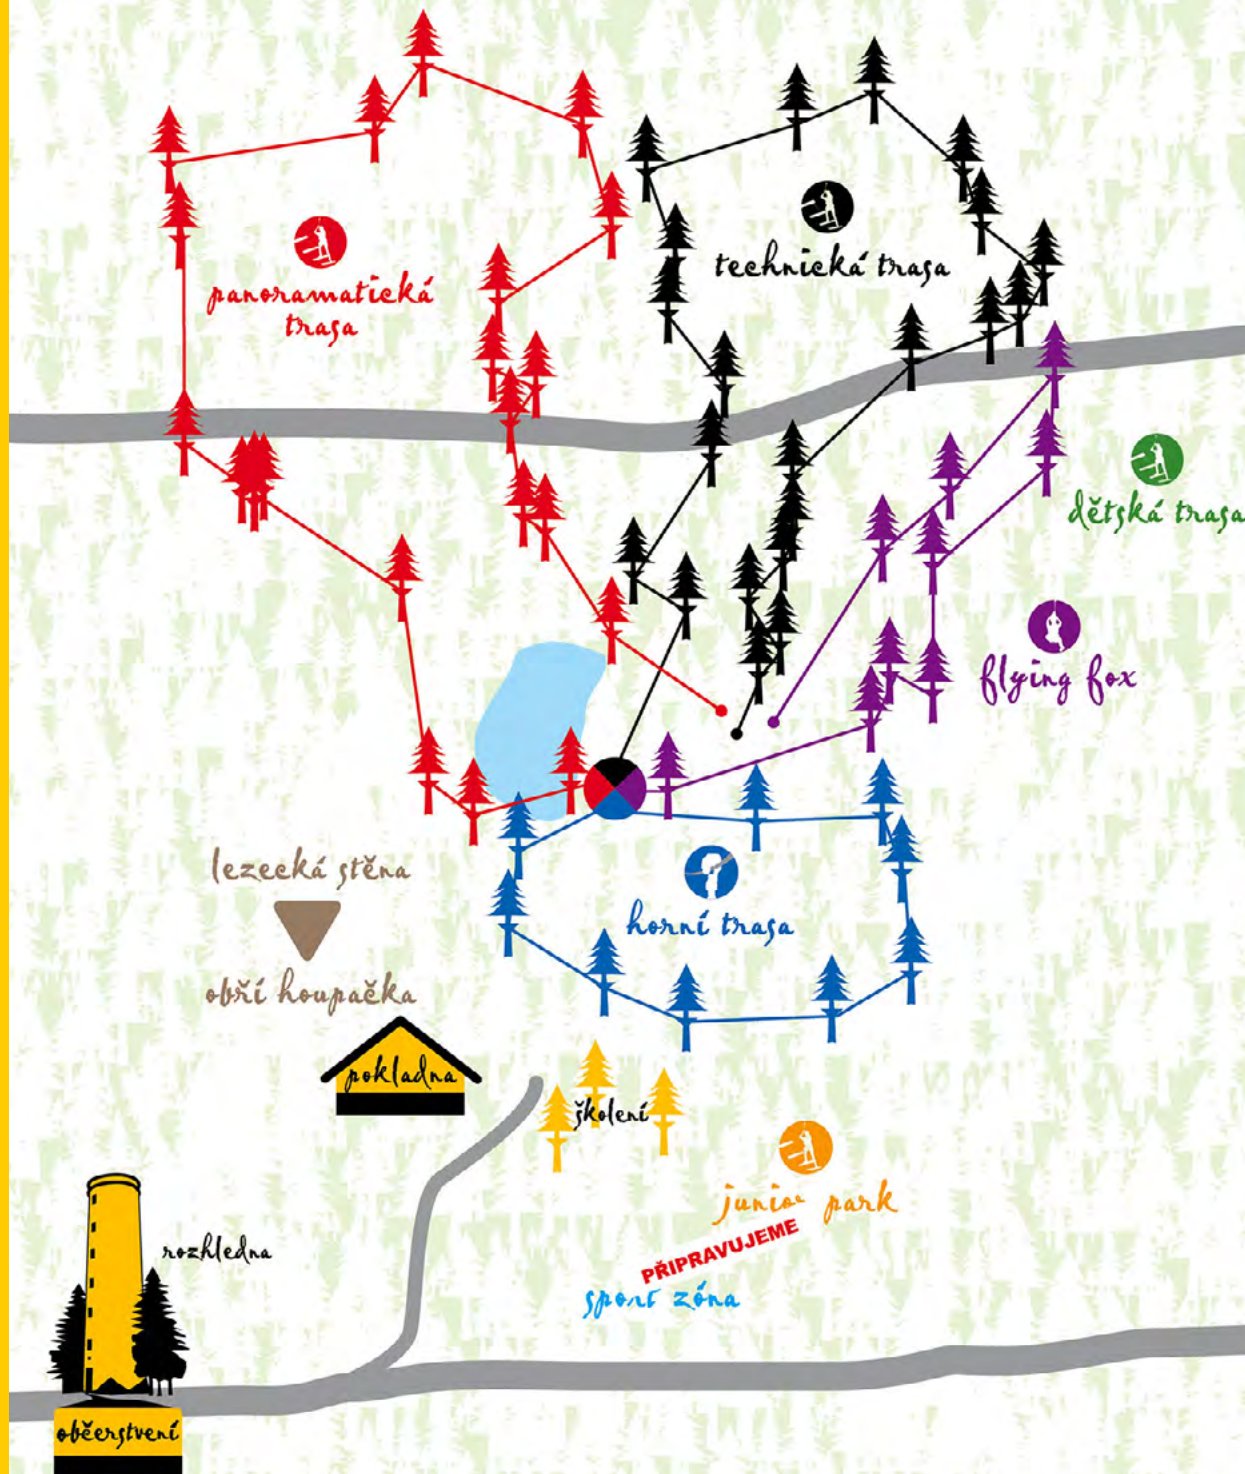 panoramatická
trasa
technická trasa
dětská trasa
flying fox
lezecká stěna
horní trasa
obří houpačka
pokladna
školení
junior park
PŘIPRAVUJEME
sport zóna
rozhledna
občerstvení